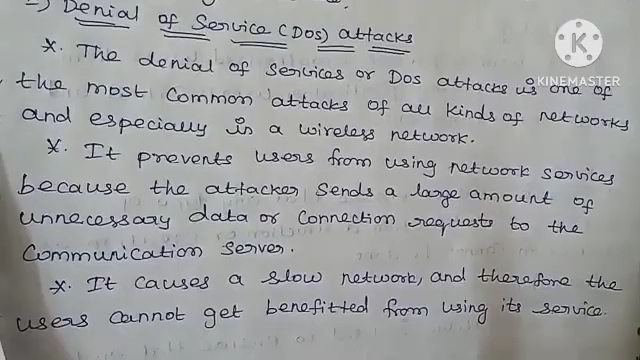 Denial of Service (DoS) attacks
*. The denial of services or DoS attacks is one of
the most common attacks of all kinds of networks
and especially in a wireless network.
*. It prevents users from using network services
because the attacker sends a large amount of
unnecessary data or connection requests to the
communication server.
*. It causes a slow network, and therefore the
users cannot get benefitted from using its service.
K
KINEMASTER